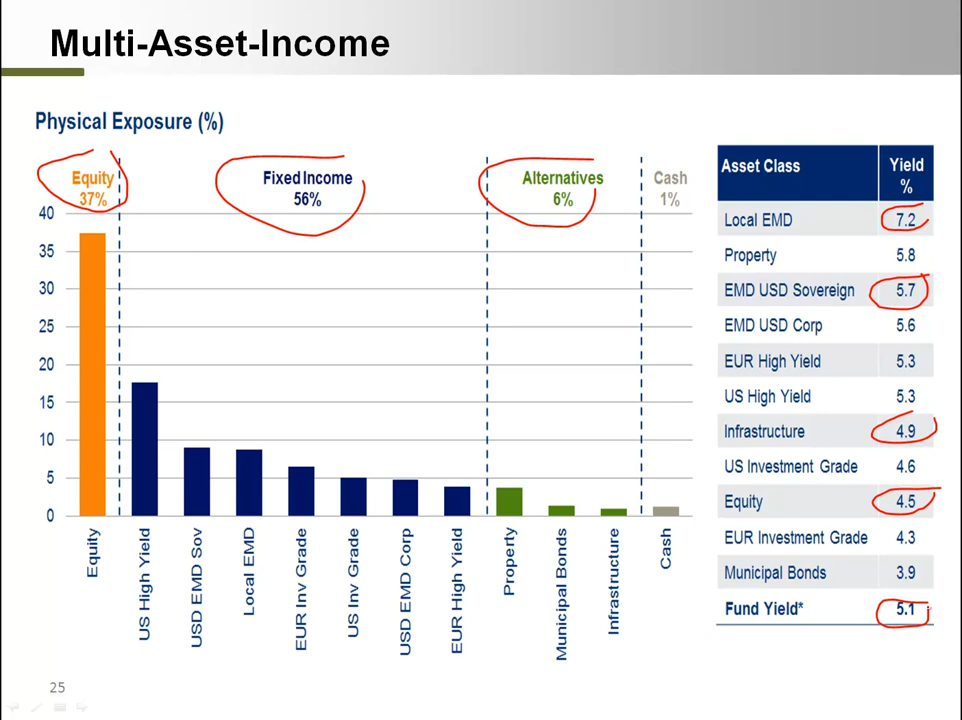 Multi-Asset-Income
Physical Exposure (%)
Equity
37%
Fixed Income
56%
Alternatives
6%
Cash
1%
40
35
30
25
20
15
10
5
0
Equity
US High Yield
USD EMD Sov
Local EMD
EUR Inv Grade
US Inv Grade
USD EMD Corp
EUR High Yield
Property
Municipal Bonds
Infrastructure
Cash
Asset Class Yield %
Local EMD 7.2
Property 5.8
EMD USD Sovereign 5.7
EMD USD Corp 5.6
EUR High Yield 5.3
US High Yield 5.3
Infrastructure 4.9
US Investment Grade 4.6
Equity 4.5
EUR Investment Grade 4.3
Municipal Bonds 3.9
Fund Yield* 5.1
25